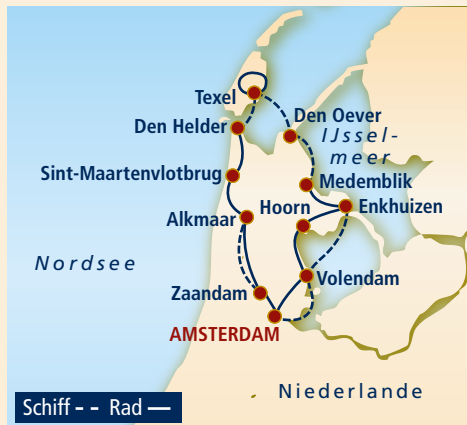 Texel
Den Oever
Den Helder
IJssel-
meer
Sint-Maartenvlotbrug
Medemblik
Hoorn
Enkhuizen
Alkmaar
Nordsee
Volendam
Zaandam
AMSTERDAM
Niederlande
Schiff - - Rad —